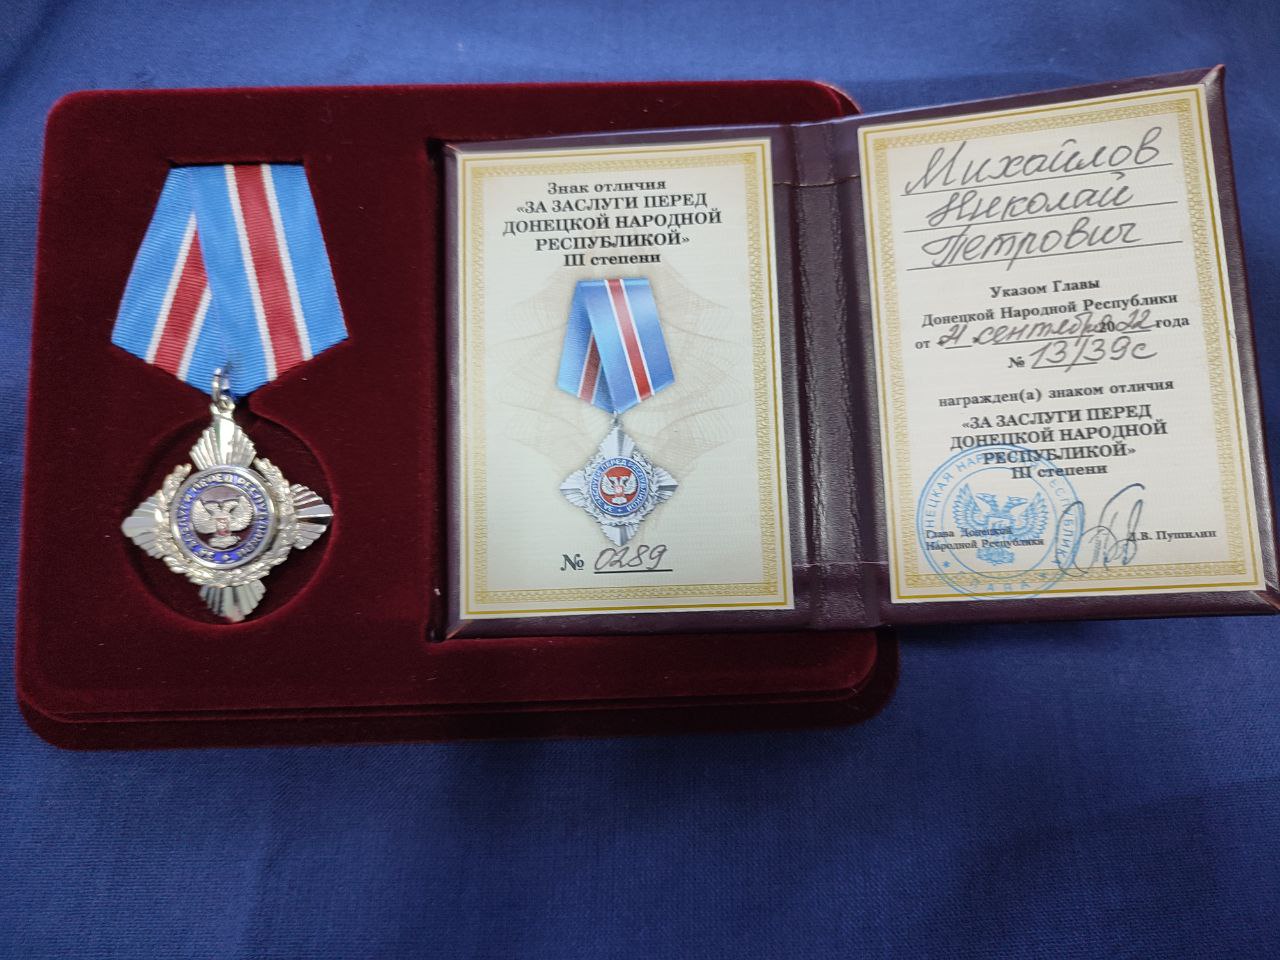 Знак отличия
«ЗА ЗАСЛУГИ ПЕРЕД
ДОНЕЦКОЙ НАРОДНОЙ
РЕСПУБЛИКОЙ»
III степени
№ 0289
Михайлов
Николай
Петрович
Указом Главы
Донецкой Народной Республики
от «21» сентября 2022 года
№ 13/39с
награжден(а) знаком отличия
«ЗА ЗАСЛУГИ ПЕРЕД
ДОНЕЦКОЙ НАРОДНОЙ
РЕСПУБЛИКОЙ»
III степени
Глава Донецкой
Народной Республики
Д.В. Пушилин